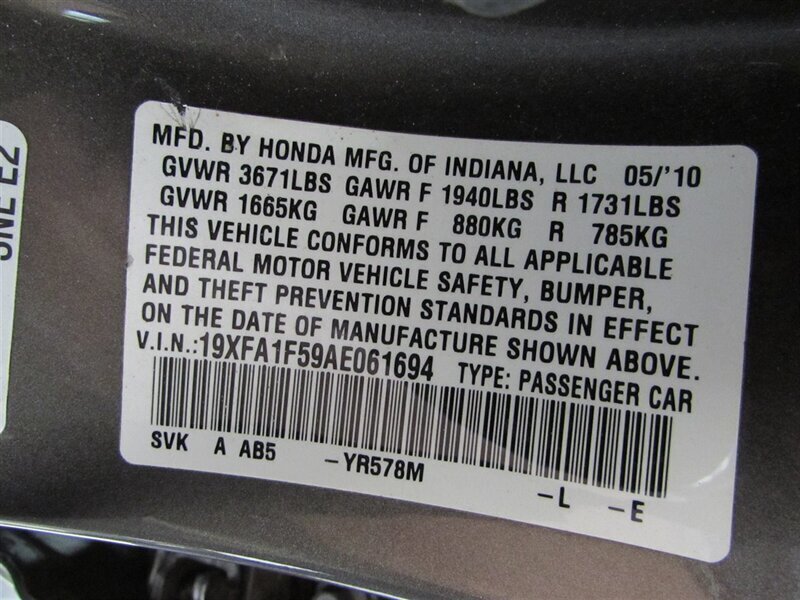 MFD. BY HONDA MFG. OF INDIANA, LLC 05/'10
GVWR 3671LBS GAWR F 1940LBS R 1731LBS
GVWR 1665KG GAWR F 880KG R 785KG
THIS VEHICLE CONFORMS TO ALL APPLICABLE
FEDERAL MOTOR VEHICLE SAFETY, BUMPER,
AND THEFT PREVENTION STANDARDS IN EFFECT
ON THE DATE OF MANUFACTURE SHOWN ABOVE.
V.I.N.:19XFA1F59AE061694 TYPE: PASSENGER CAR
SVK A AB5 -YR578M
-L -E
E2